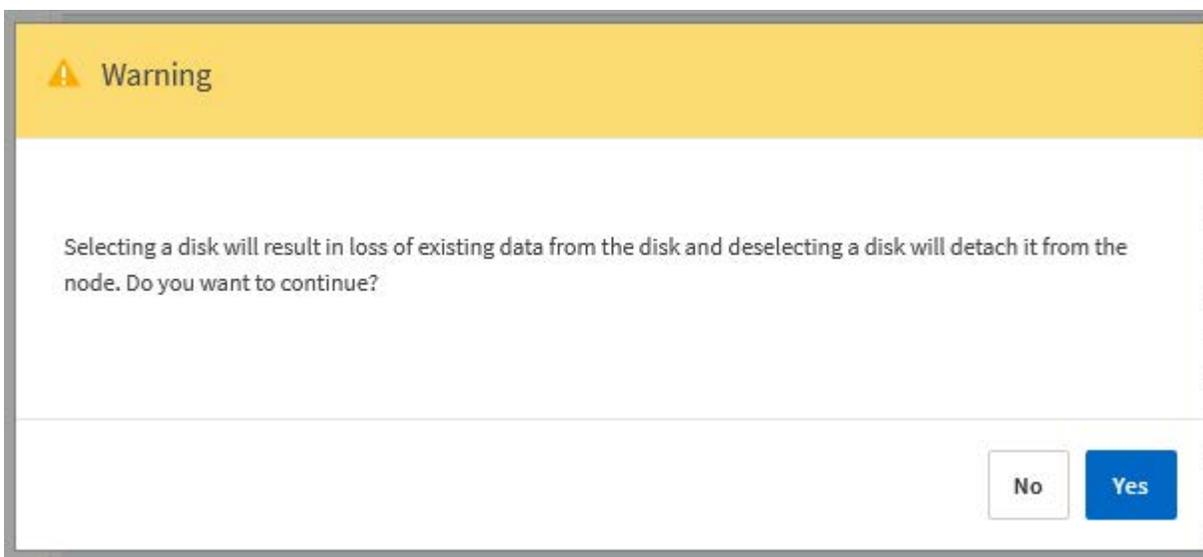 Warning
Selecting a disk will result in loss of existing data from the disk and deselecting a disk will detach it from the
node. Do you want to continue?
No
Yes